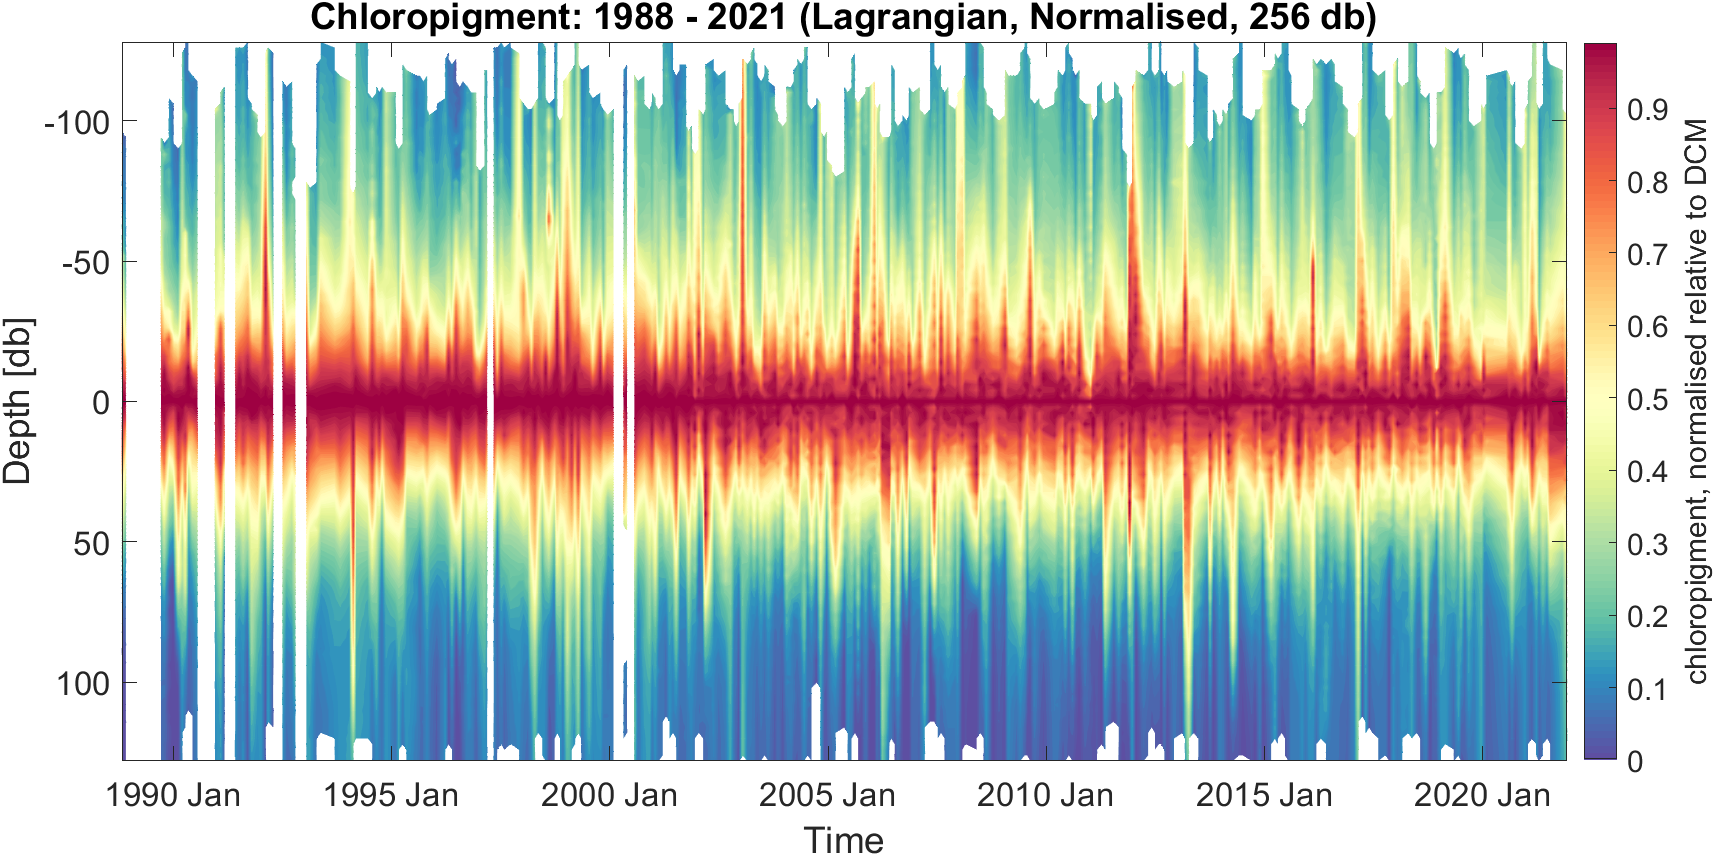 Chloropigment: 1988 - 2021 (Lagrangian, Normalised, 256 db)
Depth [db]
-100
-50
0
50
100
1990 Jan
1995 Jan
2000 Jan
2005 Jan
2010 Jan
2015 Jan
2020 Jan
Time
0.9
0.8
0.7
0.6
0.5
0.4
0.3
0.2
0.1
0
chloropigment, normalised relative to DCM